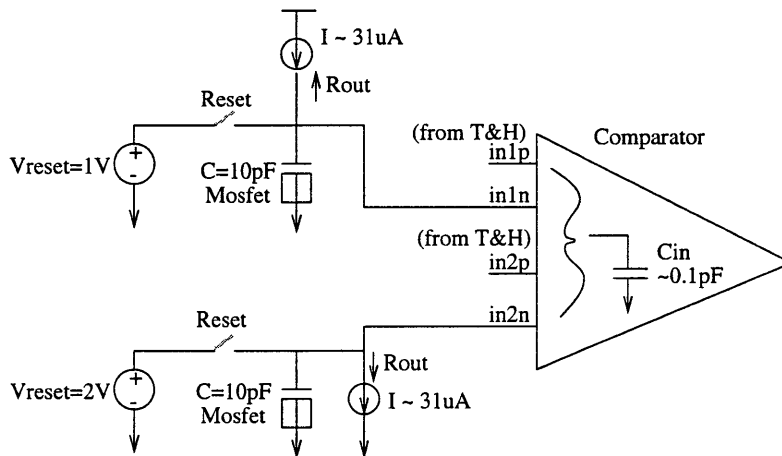 I ~ 31uA
Rout
Reset
(from T&H)
Comparator
in1p
Vreset=1V
+
-
C=10pF
Mosfet
in1n
(from T&H)
in2p
Cin
~0.1pF
Reset
in2n
Rout
Vreset=2V
+
-
C=10pF
Mosfet
I ~ 31uA